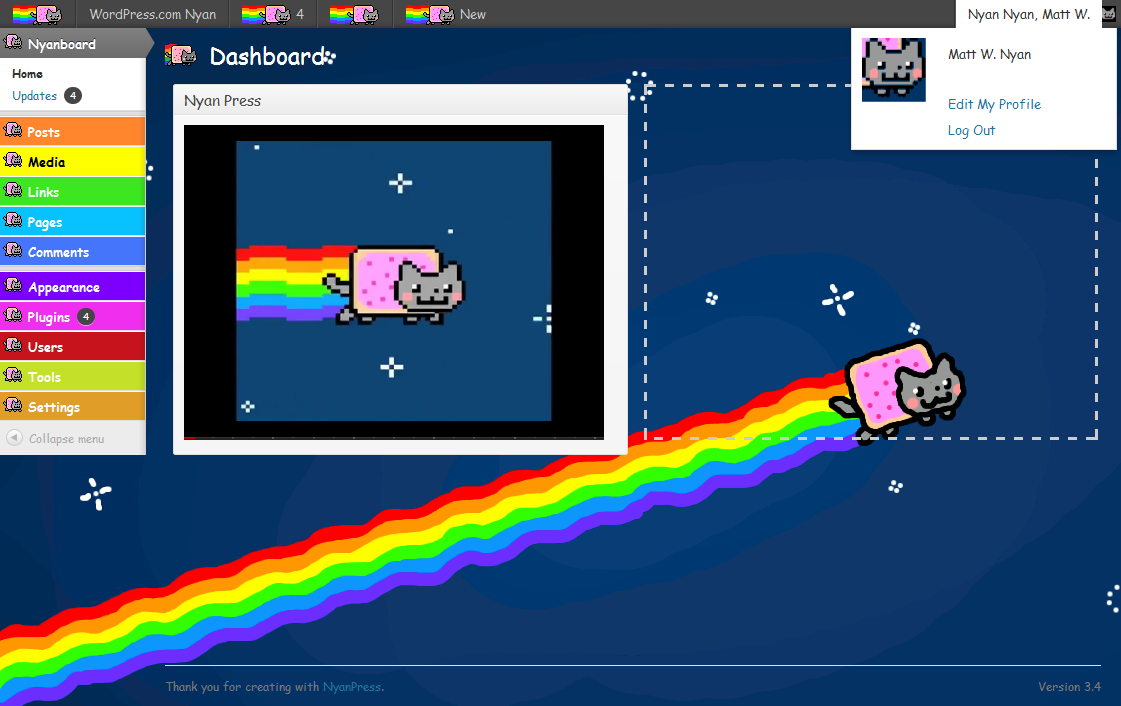 WordPress.com Nyan
4
New
Nyan Nyan, Matt W.
Nyanboard
Home
Updates 4
Posts
Media
Links
Pages
Comments
Appearance
Plugins 4
Users
Tools
Settings
Collapse menu
Dashboard
Nyan Press
Matt W. Nyan
Edit My Profile
Log Out
Thank you for creating with NyanPress.
Version 3.4